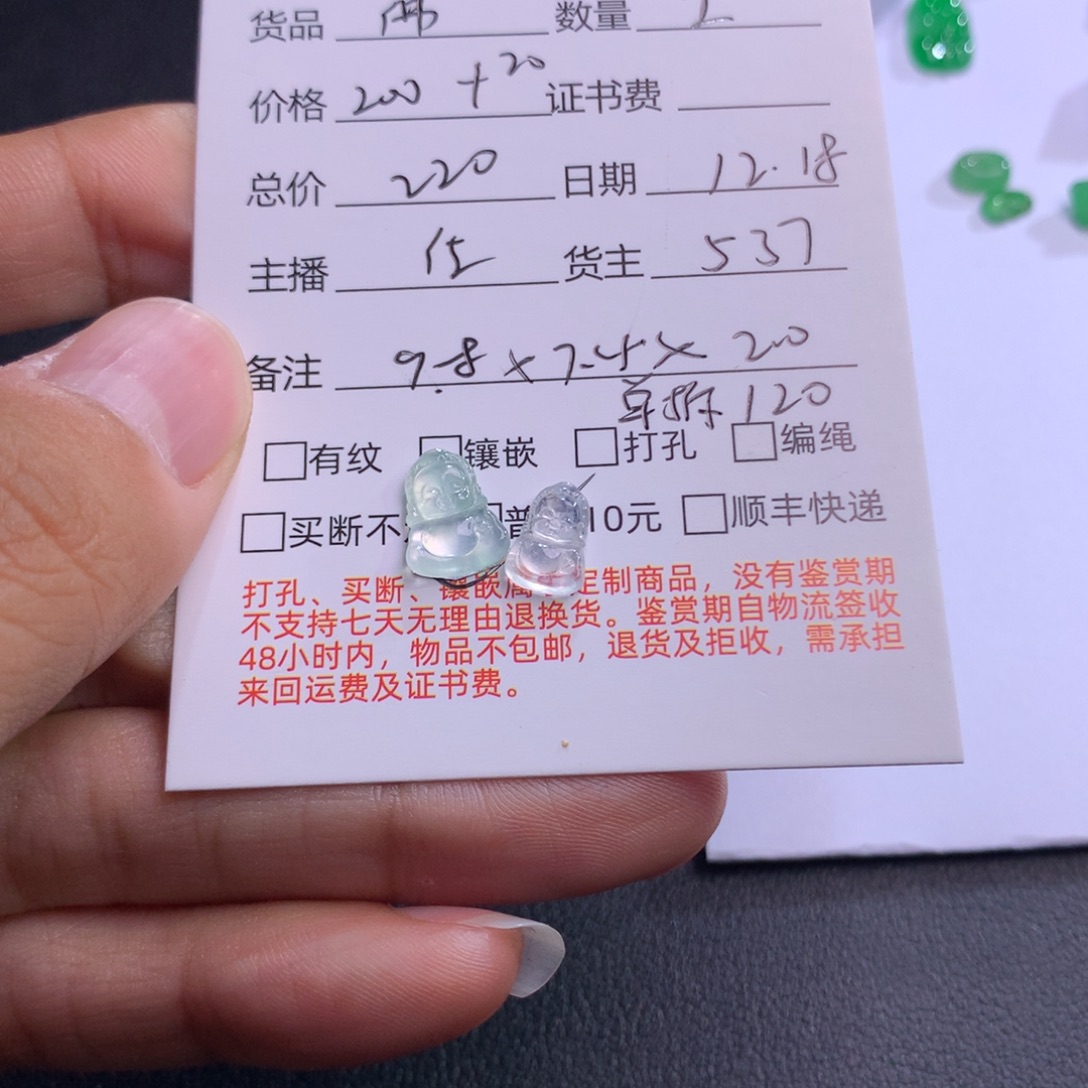 货品 数量
价格 200 + 20 证书费
总价 220 日期 12.18
主播 货主 537
备注 9.8 x 7.4 x 2.0
单拆 120
有纹 镶嵌 打孔 编绳
买断不 普 10元 顺丰快递
打孔、买断、镶嵌属 定制商品，没有鉴赏期
不支持七天无理由退换货。鉴赏期自物流签收
48小时内，物品不包邮，退货及拒收，需承担
来回运费及证书费。